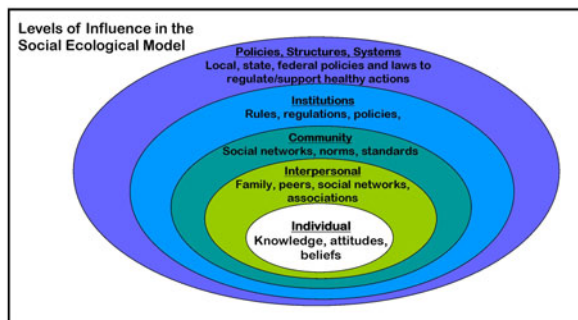 Levels of Influence in the
Social Ecological Model
Policies, Structures, Systems
Local, state, federal policies and laws to
regulate/support healthy actions
Institutions
Rules, regulations, policies,
Community
Social networks, norms, standards
Interpersonal
Family, peers, social networks,
associations
Individual
Knowledge, attitudes,
beliefs